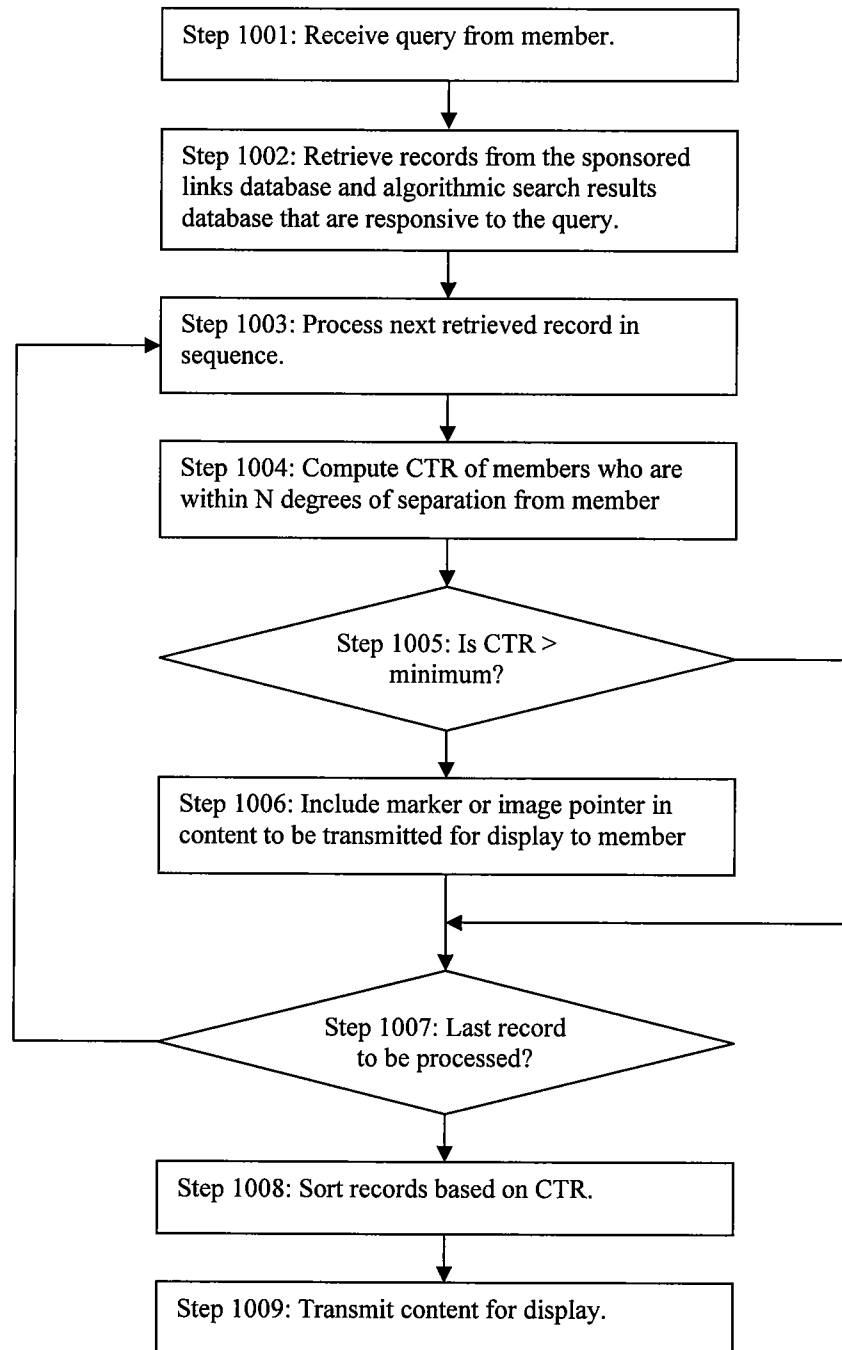 Step 1001: Receive query from member.
Step 1002: Retrieve records from the sponsored
links database and algorithmic search results
database that are responsive to the query.
Step 1003: Process next retrieved record in
sequence.
Step 1004: Compute CTR of members who are
within N degrees of separation from member
Step 1005: Is CTR >
minimum?
Step 1006: Include marker or image pointer in
content to be transmitted for display to member
Step 1007: Last record
to be processed?
Step 1008: Sort records based on CTR.
Step 1009: Transmit content for display.